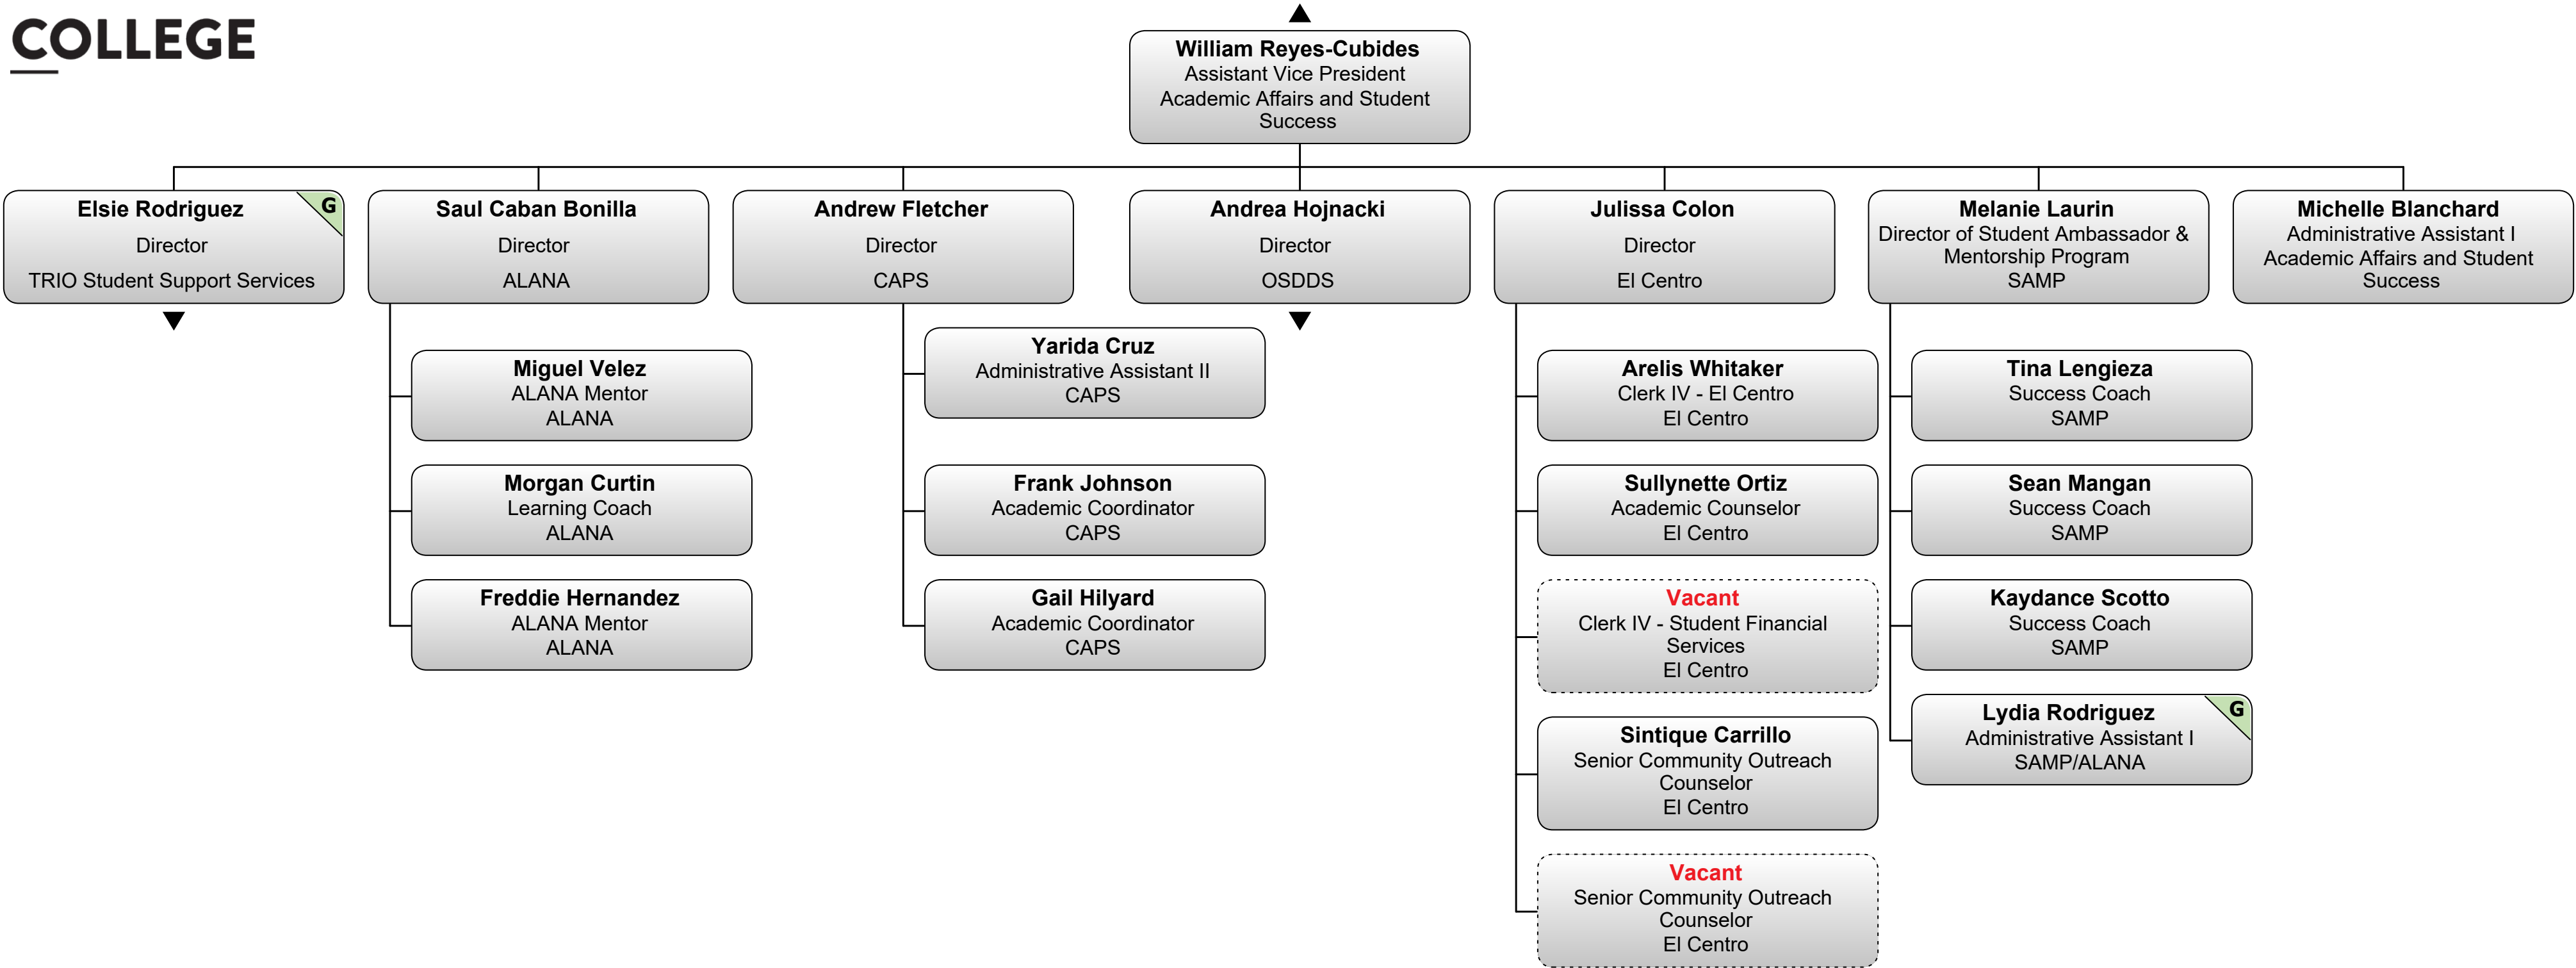 COLLEGE
William Reyes-Cubides
Assistant Vice President
Academic Affairs and Student
Success
Elsie Rodriguez
G
Director
TRIO Student Support Services
Saul Caban Bonilla
Director
ALANA
Andrew Fletcher
Director
CAPS
Andrea Hojnacki
Director
OSDDS
Julissa Colon
Director
El Centro
Melanie Laurin
Director of Student Ambassador &
Mentorship Program
SAMP
Michelle Blanchard
Administrative Assistant I
Academic Affairs and Student
Success
Miguel Velez
ALANA Mentor
ALANA
Morgan Curtin
Learning Coach
ALANA
Freddie Hernandez
ALANA Mentor
ALANA
Yarida Cruz
Administrative Assistant II
CAPS
Frank Johnson
Academic Coordinator
CAPS
Gail Hilyard
Academic Coordinator
CAPS
Arelis Whitaker
Clerk IV - El Centro
El Centro
Sullynette Ortiz
Academic Counselor
El Centro
Vacant
Clerk IV - Student Financial
Services
El Centro
Sintique Carrillo
Senior Community Outreach
Counselor
El Centro
Vacant
Senior Community Outreach
Counselor
El Centro
Tina Lengieza
Success Coach
SAMP
Sean Mangan
Success Coach
SAMP
Kaydance Scotto
Success Coach
SAMP
Lydia Rodriguez
G
Administrative Assistant I
SAMP/ALANA